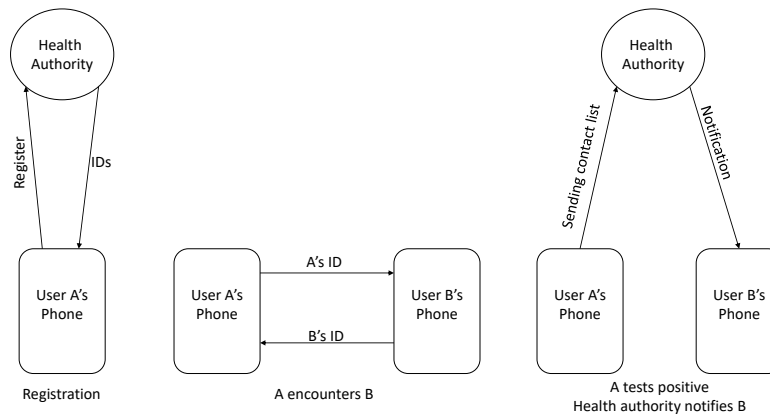 Health
Authority
Register
IDs
User A's
Phone
Registration
User A's
Phone
A's ID
B's ID
User B's
Phone
A encounters B
Health
Authority
Sending contact list
Notification
User A's
Phone
User B's
Phone
A tests positive
Health authority notifies B